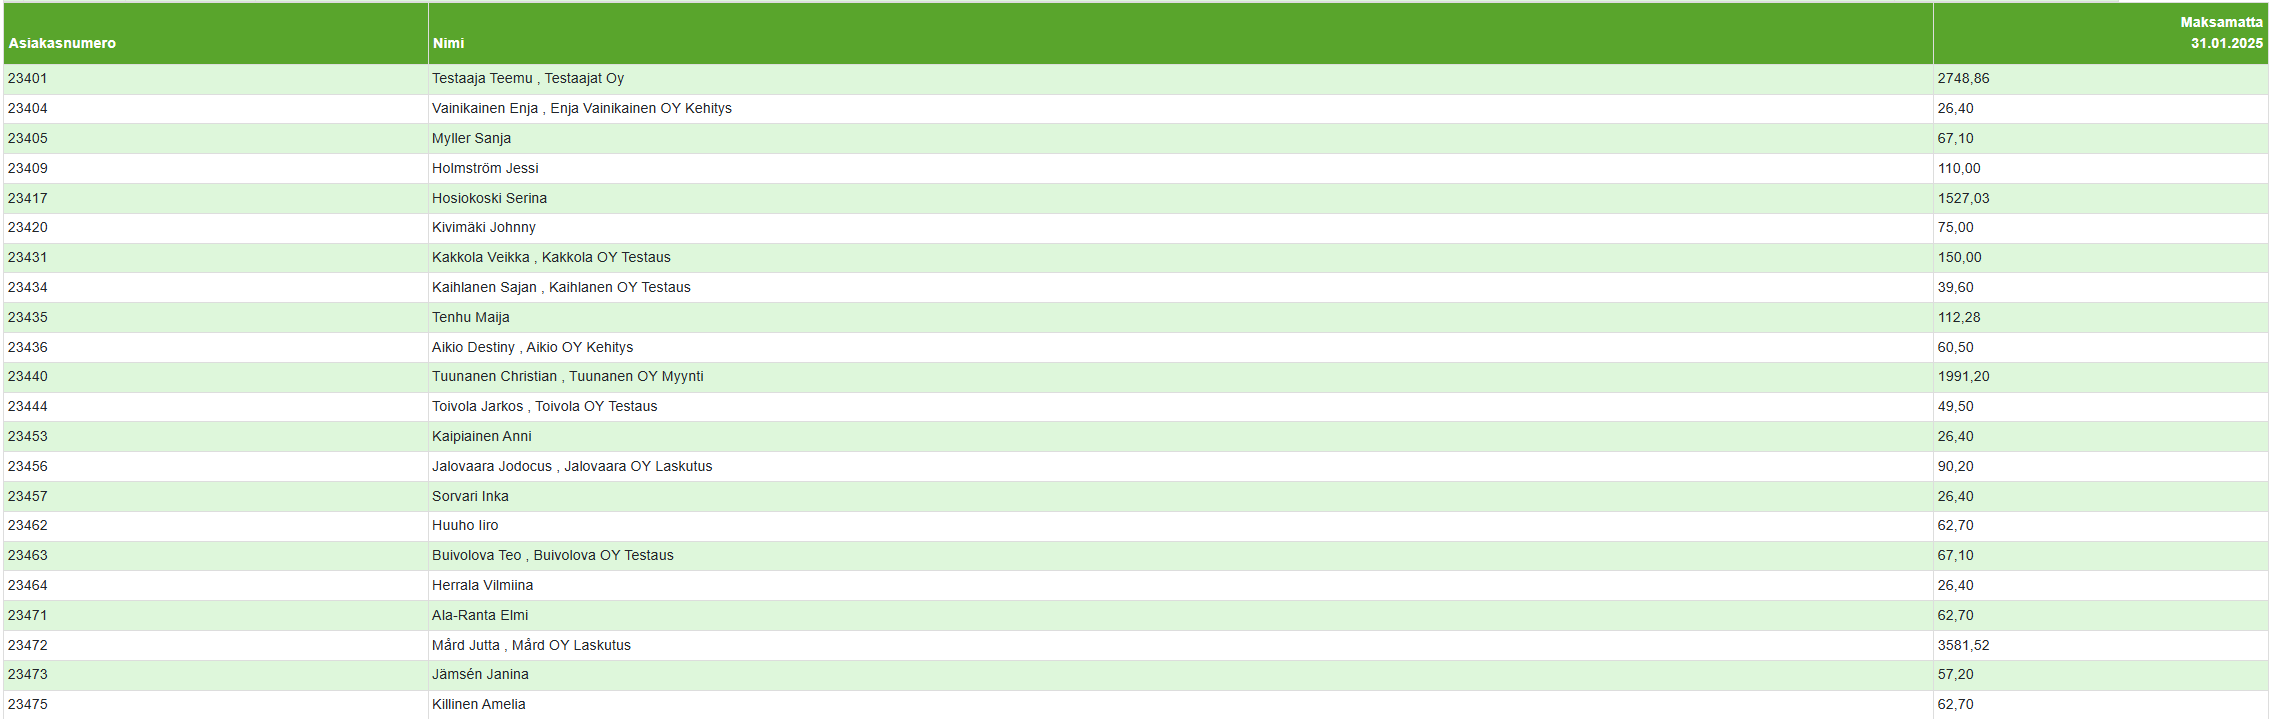 Asiakasnumero Nimi Maksamatta
31.01.2025
23401 Testaaja Teemu , Testaajat Oy 2748,86
23404 Vainikainen Enja , Enja Vainikainen OY Kehitys 26,40
23405 Myller Sanja 67,10
23409 Holmström Jessi 110,00
23417 Hosiokoski Serina 1527,03
23420 Kivimäki Johnny 75,00
23431 Kakkola Veikka , Kakkola OY Testaus 150,00
23434 Kaihlanen Sajan , Kaihlanen OY Testaus 39,60
23435 Tenhu Maija 112,28
23436 Aikio Destiny , Aikio OY Kehitys 60,50
23440 Tuunanen Christian , Tuunanen OY Myynti 1991,20
23444 Toivola Jarkos , Toivola OY Testaus 49,50
23453 Kaipiainen Anni 26,40
23456 Jalovaara Jodocus , Jalovaara OY Laskutus 90,20
23457 Sorvari Inka 26,40
23462 Huuho Iiro 62,70
23463 Buivolova Teo , Buivolova OY Testaus 67,10
23464 Herrala Vilmiina 26,40
23471 Ala-Ranta Elmi 62,70
23472 Mård Jutta , Mård OY Laskutus 3581,52
23473 Jämsén Janina 57,20
23475 Killinen Amelia 62,70